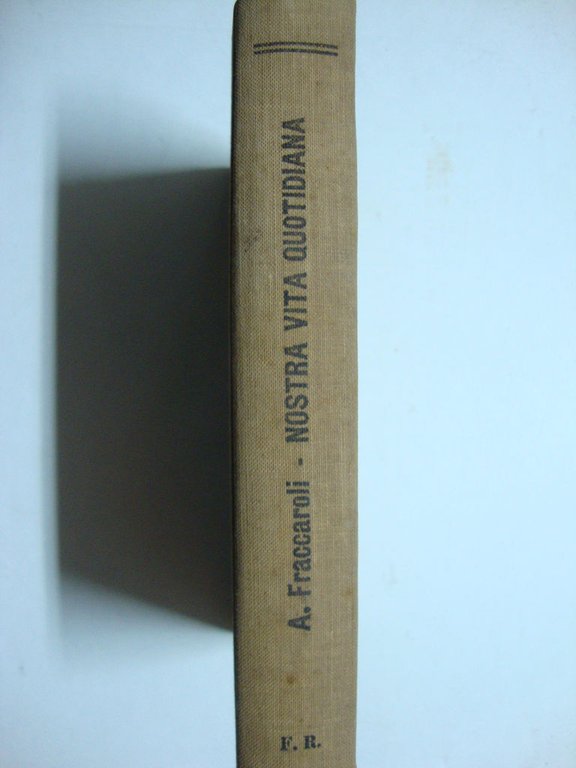 A. Fraccaroli - NOSTRA VITA QUOTIDIANA
F. R.